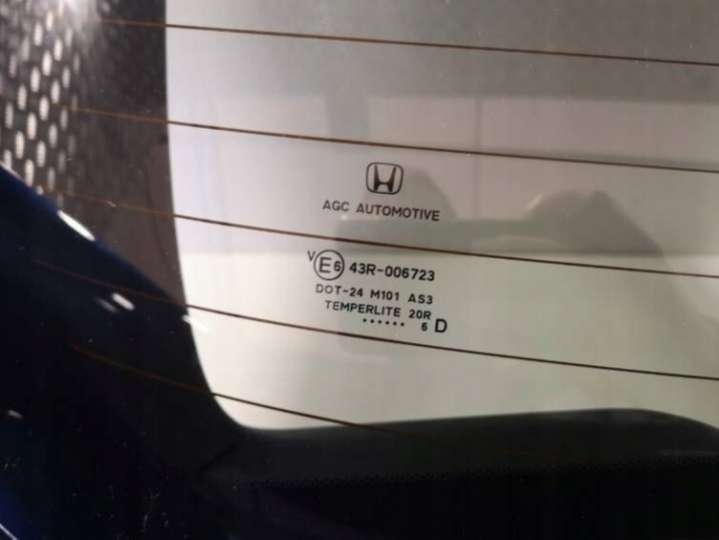 AGC AUTOMOTIVE
V E6 43R-006723
DOT-24 M101 AS3
TEMPERLITE 20R
...... 6 D